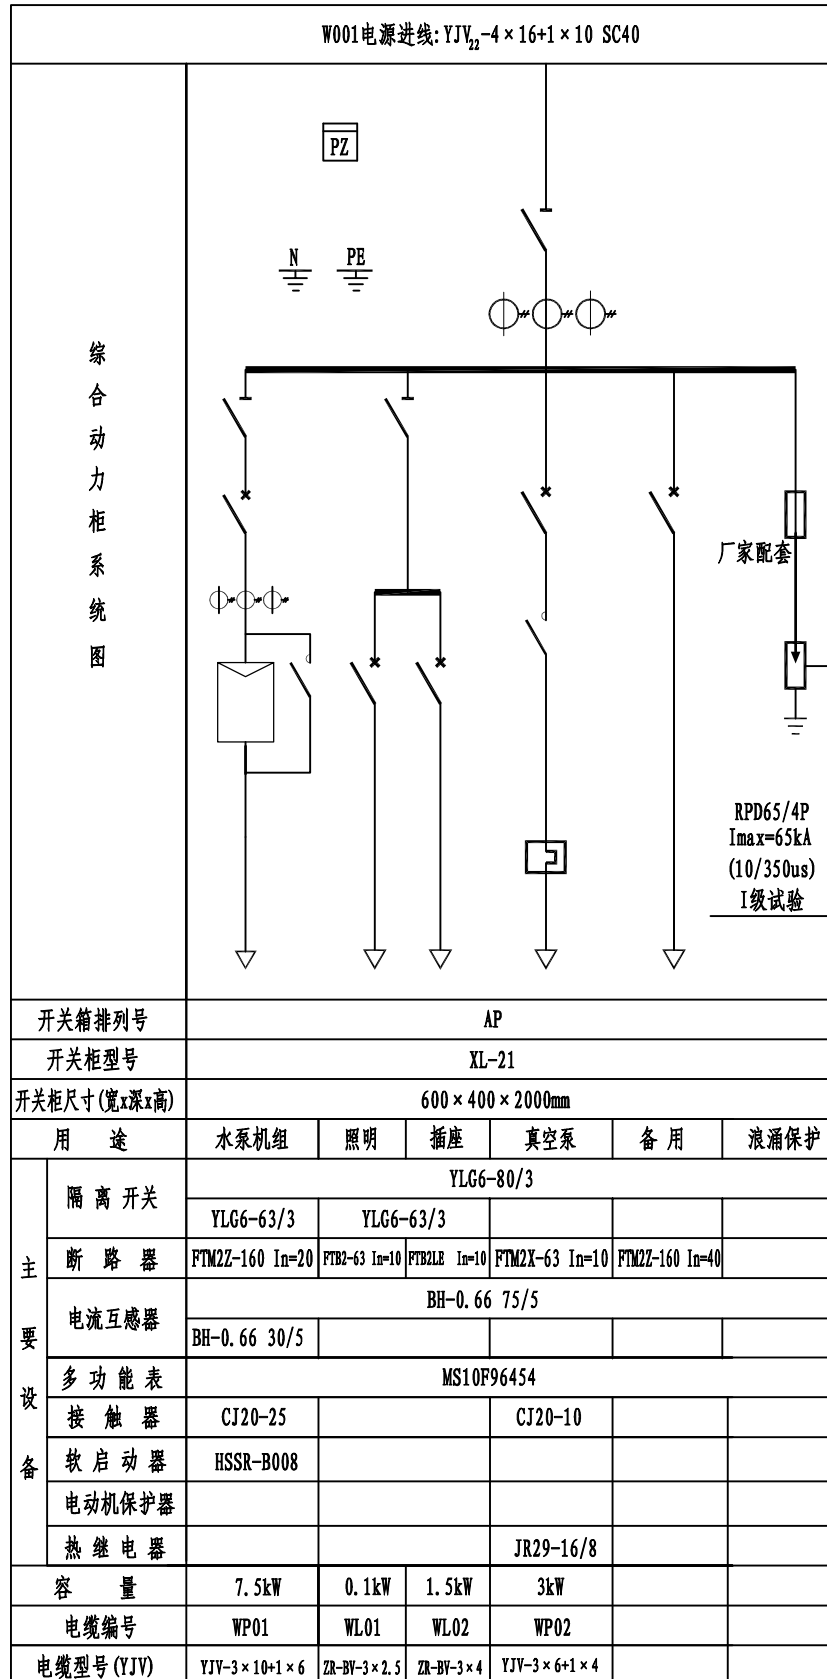 W001电源进线:YJV22-4×16+1×10 SC40
PZ
N PE
综合动力柜系统图
厂家配套
RPD65/4P
Imax=65kA
(10/350us)
I级试验
开关箱排列号 AP
开关柜型号 XL-21
开关柜尺寸(宽x深x高) 600×400×2000mm
用 途 水泵机组 照明 插座 真空泵 备用 浪涌保护
主要设备
隔离开关 YLG6-80/3
YLG6-63/3 YLG6-63/3
断路器 FTM2Z-160 In=20 FTB2-63 In=10 FTB2LE In=10 FTM2X-63 In=10 FTM2Z-160 In=40
电流互感器 BH-0.66 75/5
BH-0.66 30/5
多功能表 MS10F96454
接触器 CJ20-25 CJ20-10
软启动器 HSSR-B008
电动机保护器
热继电器 JR29-16/8
容 量 7.5kW 0.1kW 1.5kW 3kW
电缆编号 WP01 WL01 WL02 WP02
电缆型号(YJV) YJV-3×10+1×6 ZR-BV-3×2.5 ZR-BV-3×4 YJV-3×6+1×4